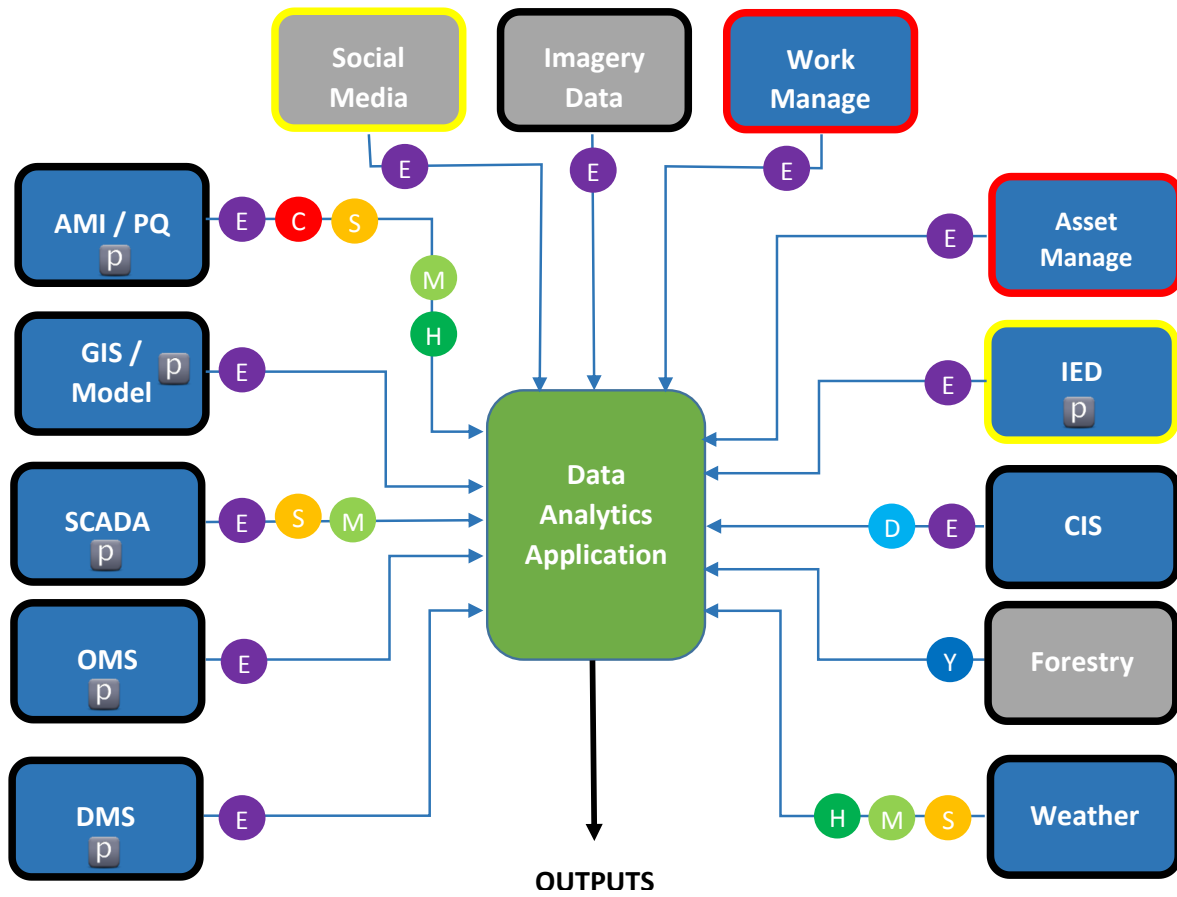 Social
Media
E
Imagery
Data
E
Work
Manage
E
AMI / PQ
p
E C S
M
H
GIS /
Model
p
E
SCADA
p
E S M
OMS
p
E
DMS
p
E
Data
Analytics
Application
Asset
Manage
E
IED
p
E
CIS
D E
Forestry
Y
Weather
H M S
OUTPUTS